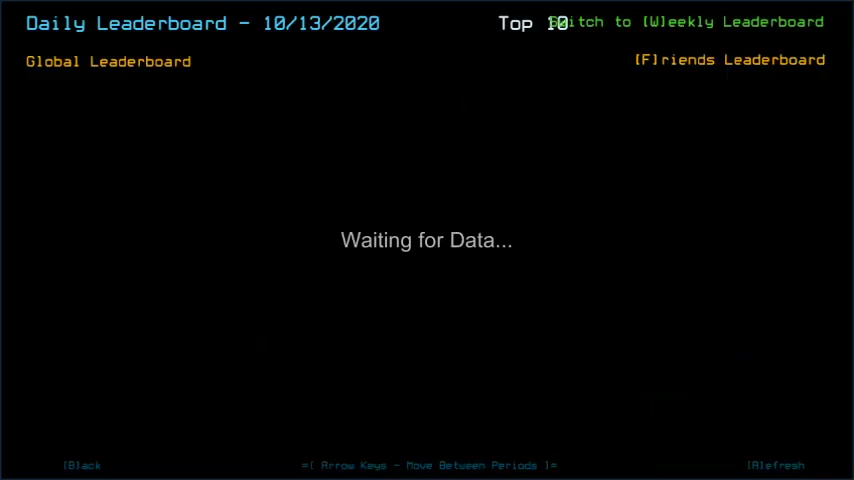 Daily Leaderboard - 10/13/2020
Top 10
Switch to [W]eekly Leaderboard
Global Leaderboard
[F]riends Leaderboard
Waiting for Data...
[B]ack
=[ Arrow Keys - Move Between Periods ]=
[R]efresh